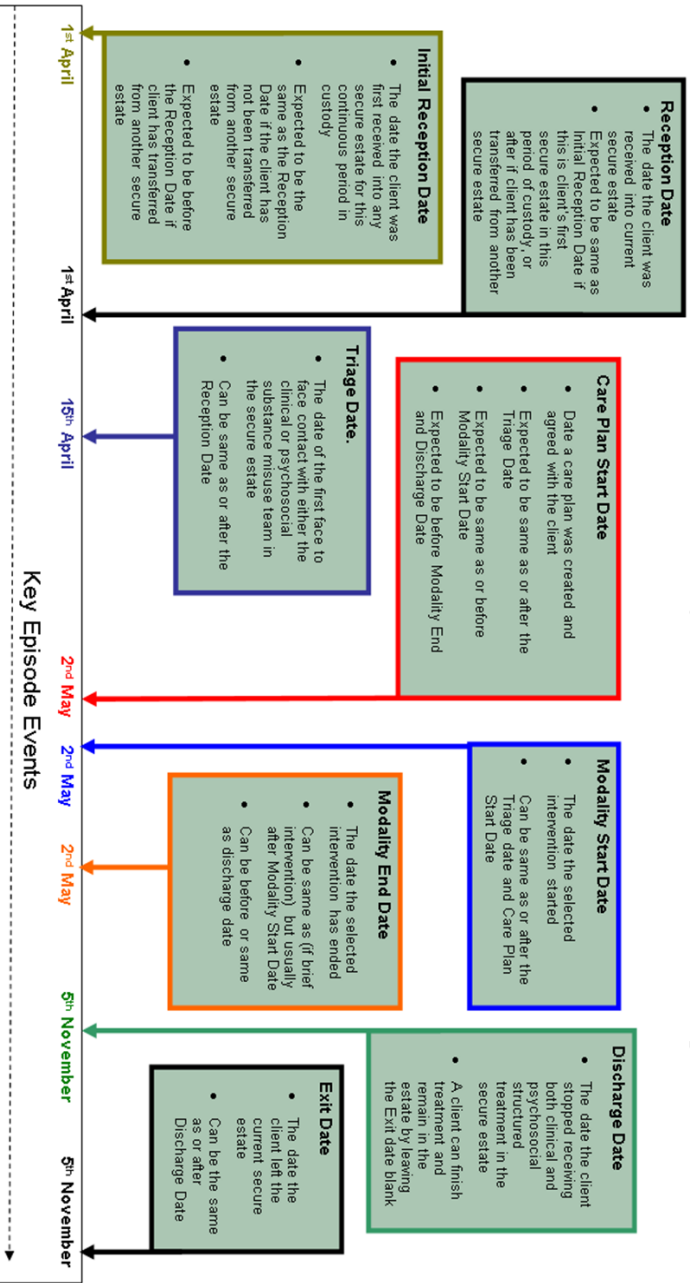 Reception Date
• The date the client was
received into current
secure estate
• Expected to be same as
Initial Reception Date if
this is client's first
secure estate in this
period of custody, or
after if client has been
transferred from another
secure estate
Initial Reception Date
• The date the client was
first received into any
secure estate for this
continuous period in
custody
• Expected to be the
same as the Reception
Date if the client has
not been transferred
from another secure
estate
• Expected to be before
the Reception Date if
client has transferred
from another secure
estate
Care Plan Start Date
• Date a care plan was created and
agreed with the client
• Expected to be same as or after the
Triage Date
• Expected to be same as or before
Modality Start Date
• Expected to be before Modality End
and Discharge Date
Triage Date.
• The date of the first face to
face contact with either the
clinical or psychosocial
substance misuse team in
the secure estate
• Can be same as or after the
Reception Date
Modality Start Date
• The date the selected
intervention started
• Can be same as or after the
Triage date and Care Plan
Start Date
Modality End Date
• The date the selected
intervention has ended
• Can be same as (if brief
intervention) but usually
after Modality Start Date
• Can be before or same
as discharge date
Discharge Date
• The date the client
stopped receiving
both clinical and
psychosocial
structured
treatment in the
secure estate
• A client can finish
treatment and
remain in the
estate by leaving
the Exit date blank
Exit Date
• The date the
client left the
current secure
estate
• Can be the same
as or after
Discharge Date
1st April
1st April
15th April
2nd May
2nd May
2nd May
5th November
5th November
Key Episode Events